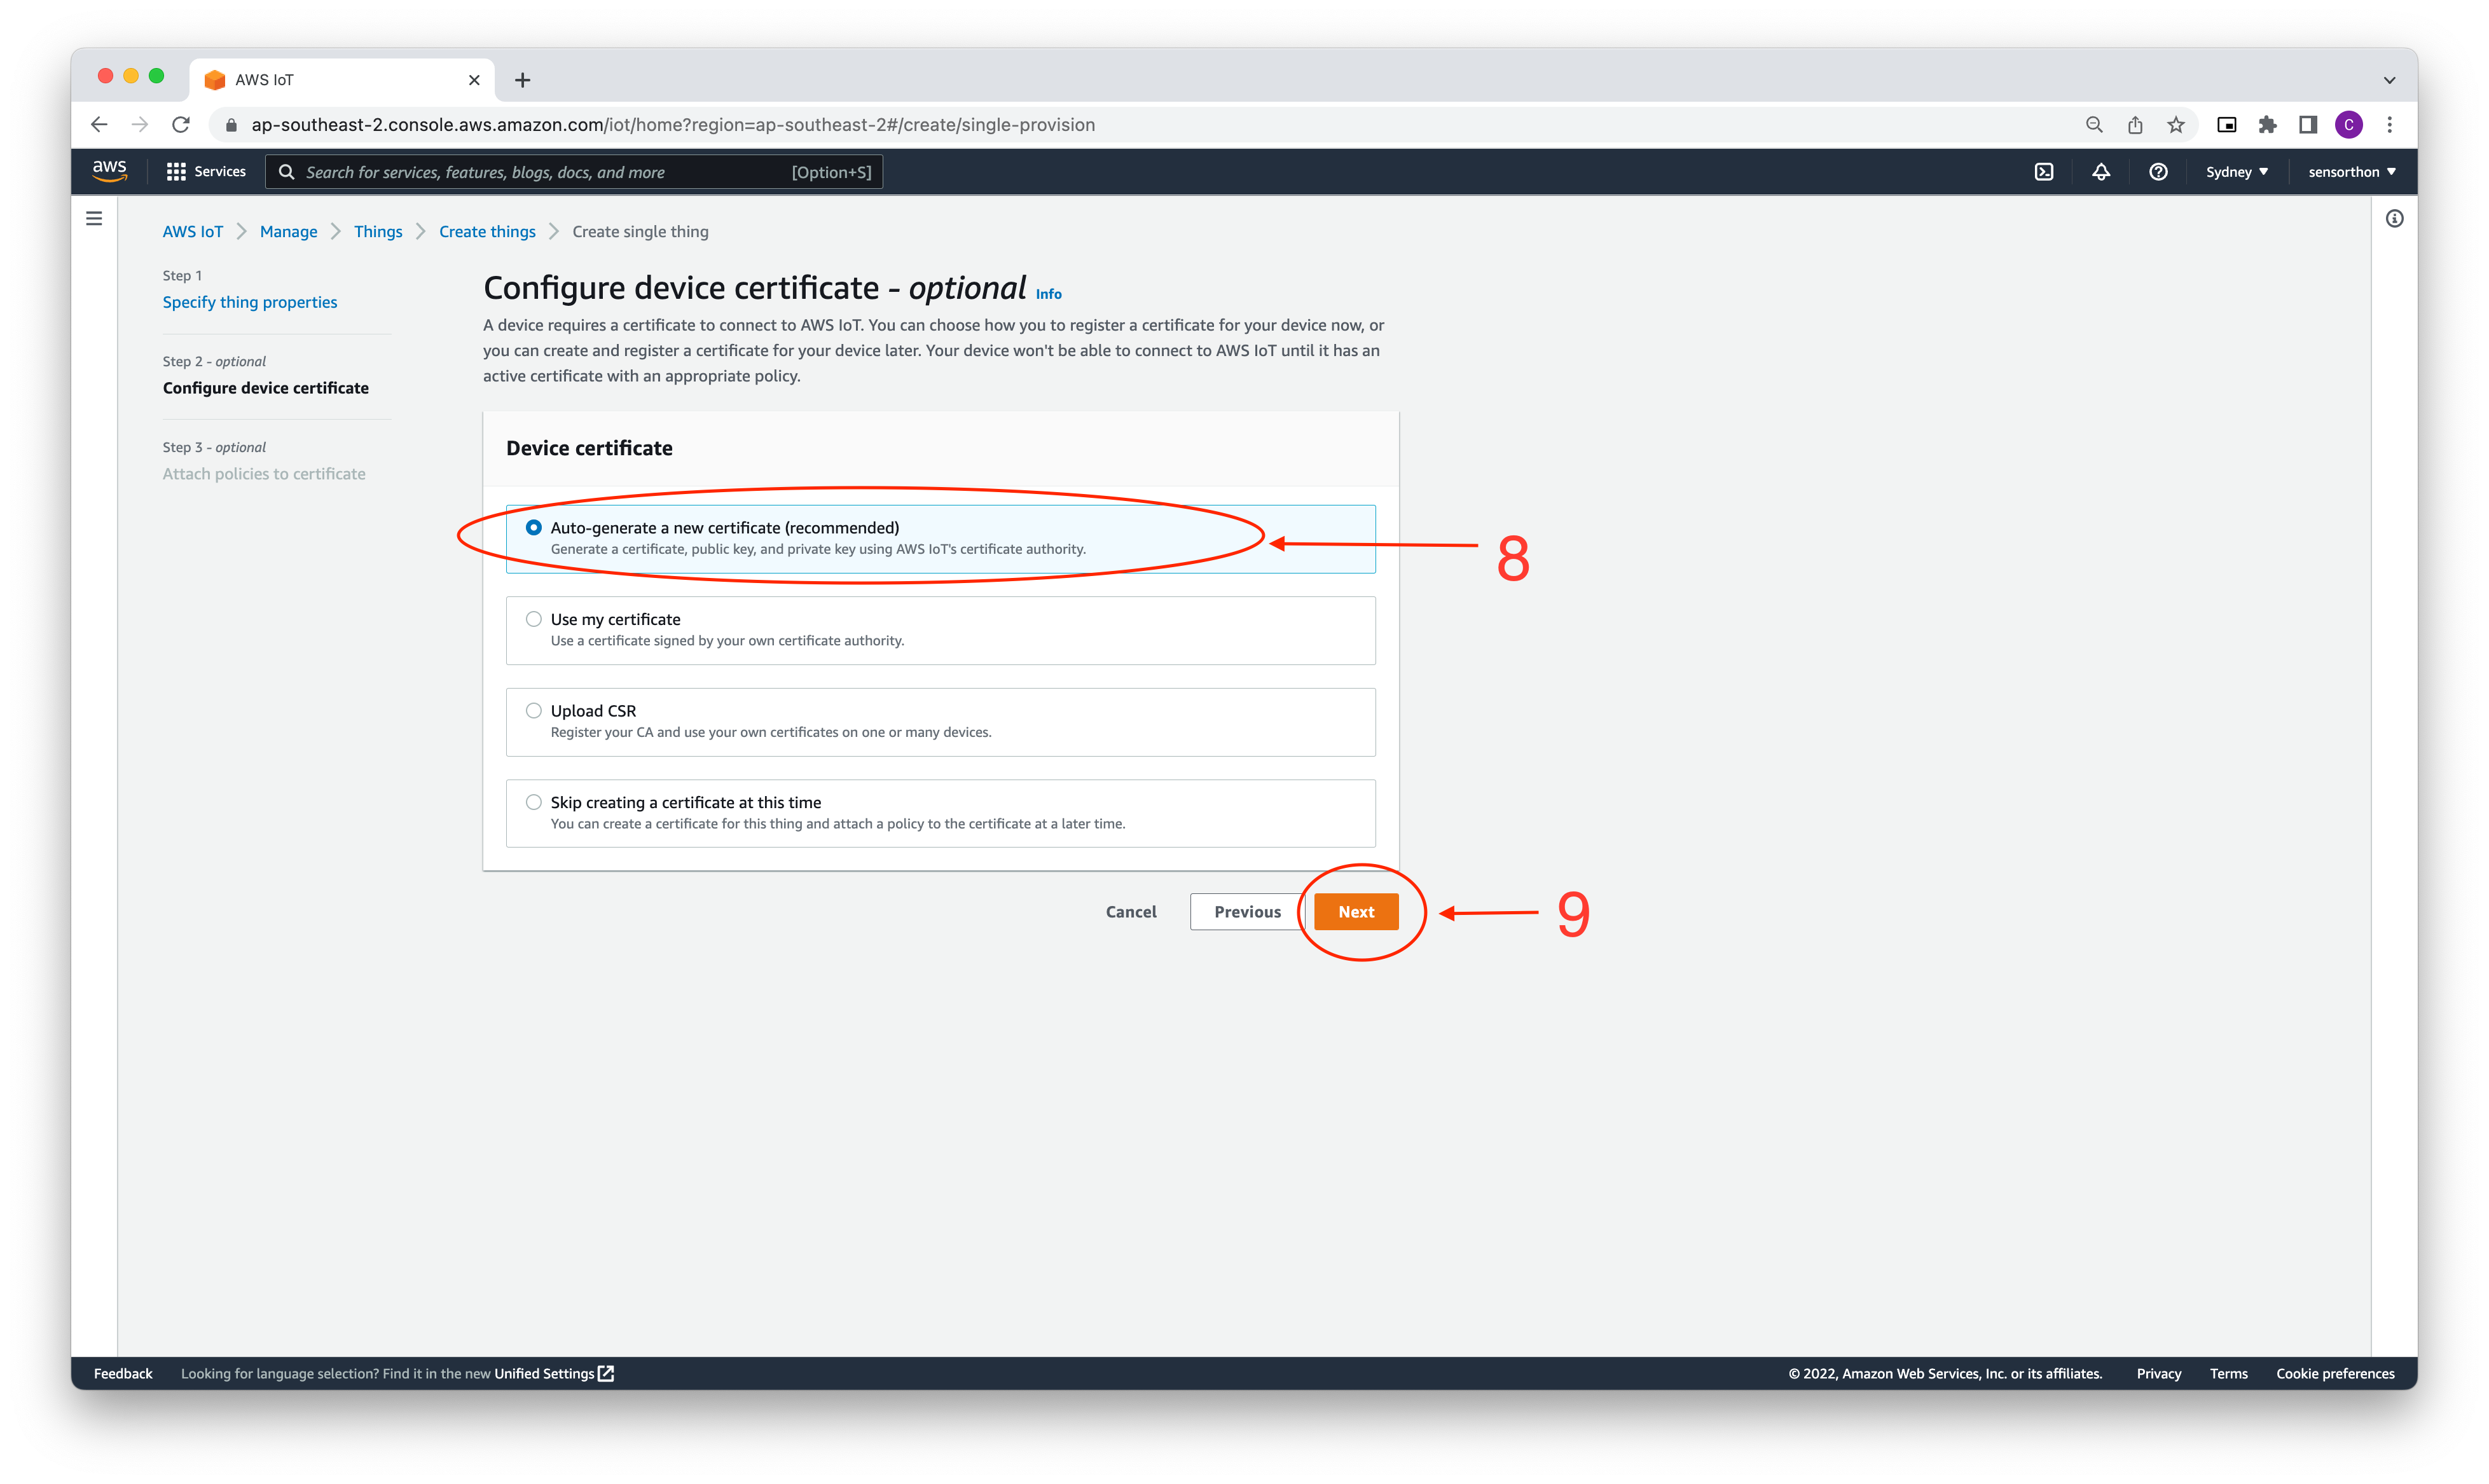 AWS IoT
ap-southeast-2.console.aws.amazon.com/iot/home?region=ap-southeast-2#/create/single-provision
C
aws
Services
Search for services, features, blogs, docs, and more
[Option+S]
Sydney
sensorthon
AWS IoT
Manage
Things
Create things
Create single thing
Step 1
Specify thing properties
Step 2 - optional
Configure device certificate
Step 3 - optional
Attach policies to certificate
Configure device certificate - optional Info
A device requires a certificate to connect to AWS IoT. You can choose how you to register a certificate for your device now, or
you can create and register a certificate for your device later. Your device won't be able to connect to AWS IoT until it has an
active certificate with an appropriate policy.
Device certificate
Auto-generate a new certificate (recommended)
Generate a certificate, public key, and private key using AWS IoT's certificate authority.
8
Use my certificate
Use a certificate signed by your own certificate authority.
Upload CSR
Register your CA and use your own certificates on one or many devices.
Skip creating a certificate at this time
You can create a certificate for this thing and attach a policy to the certificate at a later time.
Cancel
Previous
Next
9
Feedback
Looking for language selection? Find it in the new Unified Settings
© 2022, Amazon Web Services, Inc. or its affiliates.
Privacy
Terms
Cookie preferences